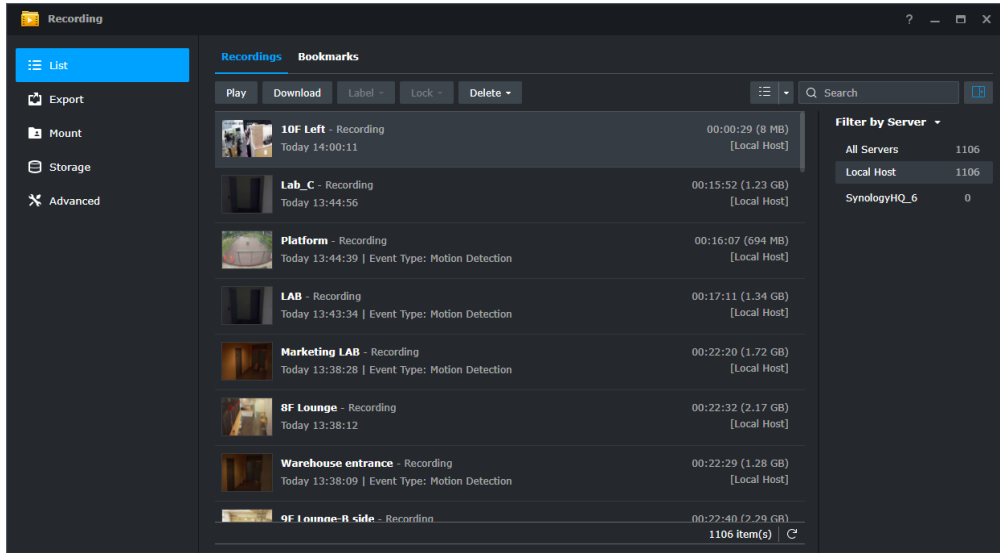 Recording
List
Export
Mount
Storage
Advanced
Recordings Bookmarks
Play Download Label Lock Delete Search
10F Left - Recording 00:00:29 (8 MB)
Today 14:00:11 [Local Host]
Lab_C - Recording 00:15:52 (1.23 GB)
Today 13:44:56 [Local Host]
Platform - Recording 00:16:07 (694 MB)
Today 13:44:39 | Event Type: Motion Detection [Local Host]
LAB - Recording 00:17:11 (1.34 GB)
Today 13:43:34 | Event Type: Motion Detection [Local Host]
Marketing LAB - Recording 00:22:20 (1.72 GB)
Today 13:38:28 | Event Type: Motion Detection [Local Host]
8F Lounge - Recording 00:22:32 (2.17 GB)
Today 13:38:12 [Local Host]
Warehouse entrance - Recording 00:22:29 (1.28 GB)
Today 13:38:09 | Event Type: Motion Detection [Local Host]
9F Lounge-B side - Recording 00:22:40 (2.29 GB)
1106 item(s)
Filter by Server
All Servers 1106
Local Host 1106
SynologyHQ_6 0